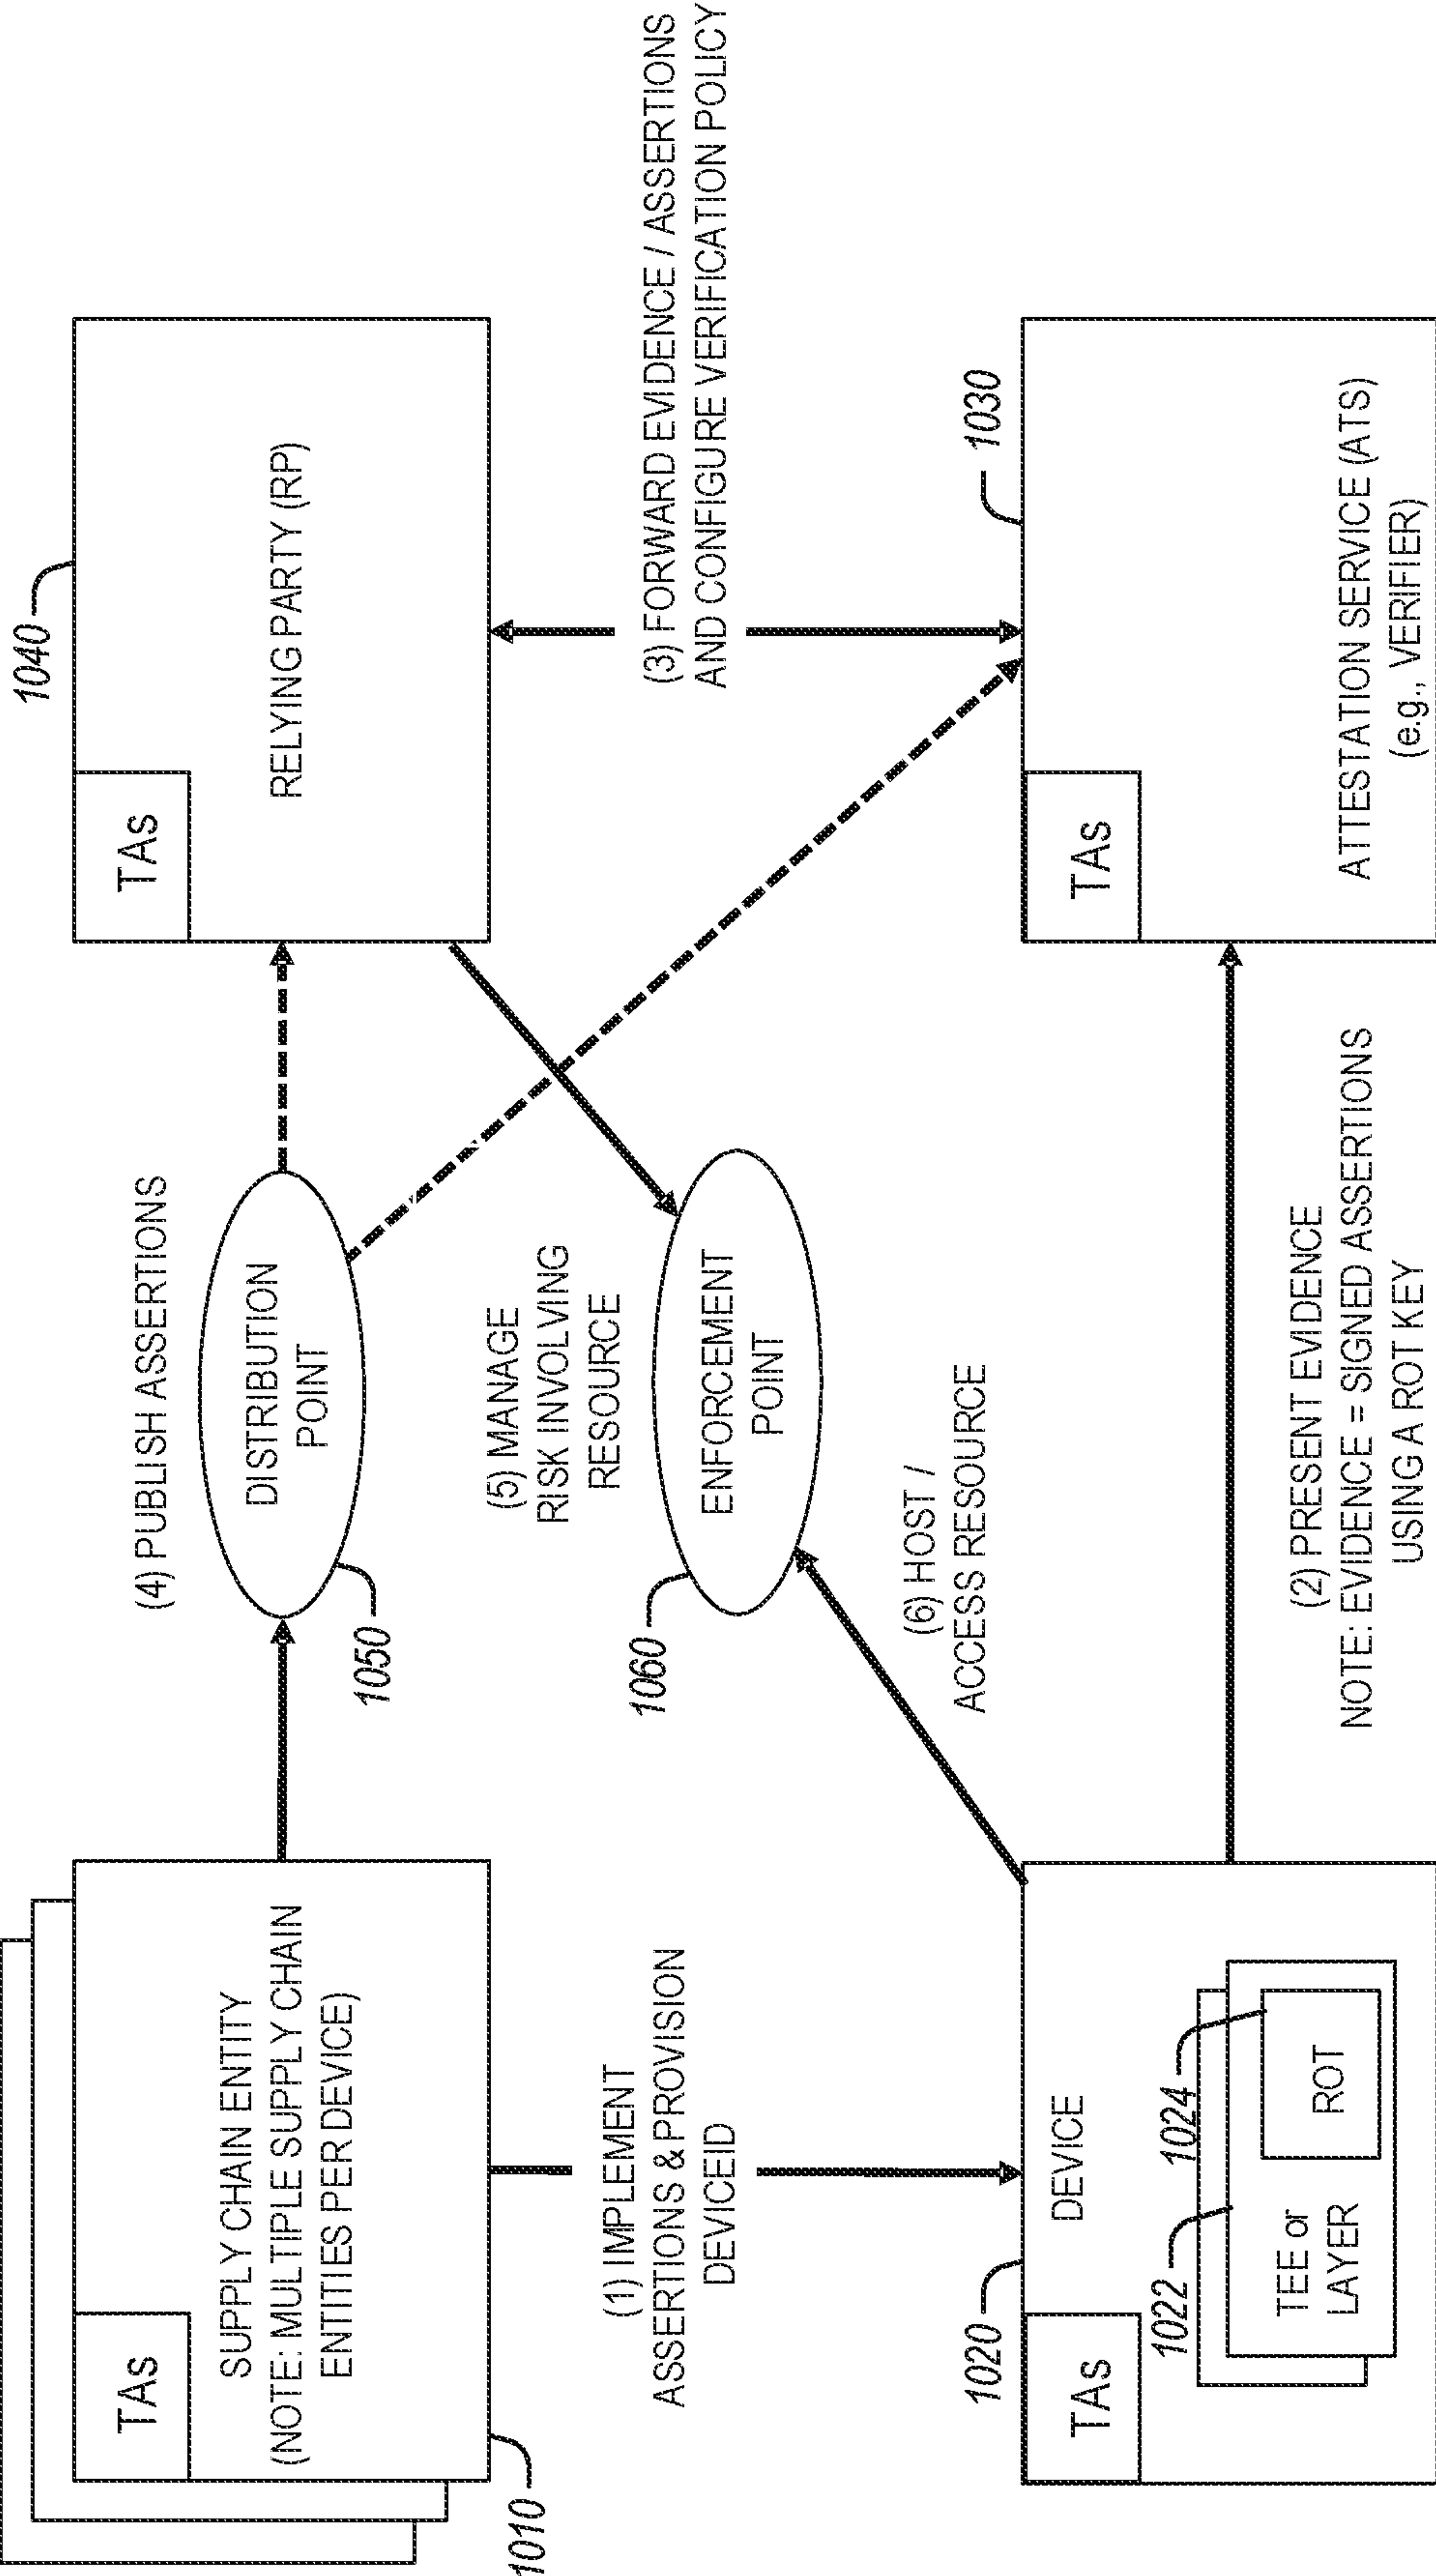 TAs
SUPPLY CHAIN ENTITY
(NOTE: MULTIPLE SUPPLY CHAIN
ENTITIES PER DEVICE)
1010
(4) PUBLISH ASSERTIONS
DISTRIBUTION
POINT
1050
1040
TAs
RELYING PARTY (RP)
(1) IMPLEMENT
ASSERTIONS & PROVISION
DEVICEID
(5) MANAGE
RISK INVOLVING
RESOURCE
ENFORCEMENT
POINT
1060
(6) HOST /
ACCESS RESOURCE
(3) FORWARD EVIDENCE / ASSERTIONS
AND CONFIGURE VERIFICATION POLICY
1020
TAs
DEVICE
1022
1024
TEE or
LAYER
ROT
(2) PRESENT EVIDENCE
NOTE: EVIDENCE = SIGNED ASSERTIONS
USING A ROT KEY
1030
TAs
ATTESTATION SERVICE (ATS)
(e.g., VERIFIER)